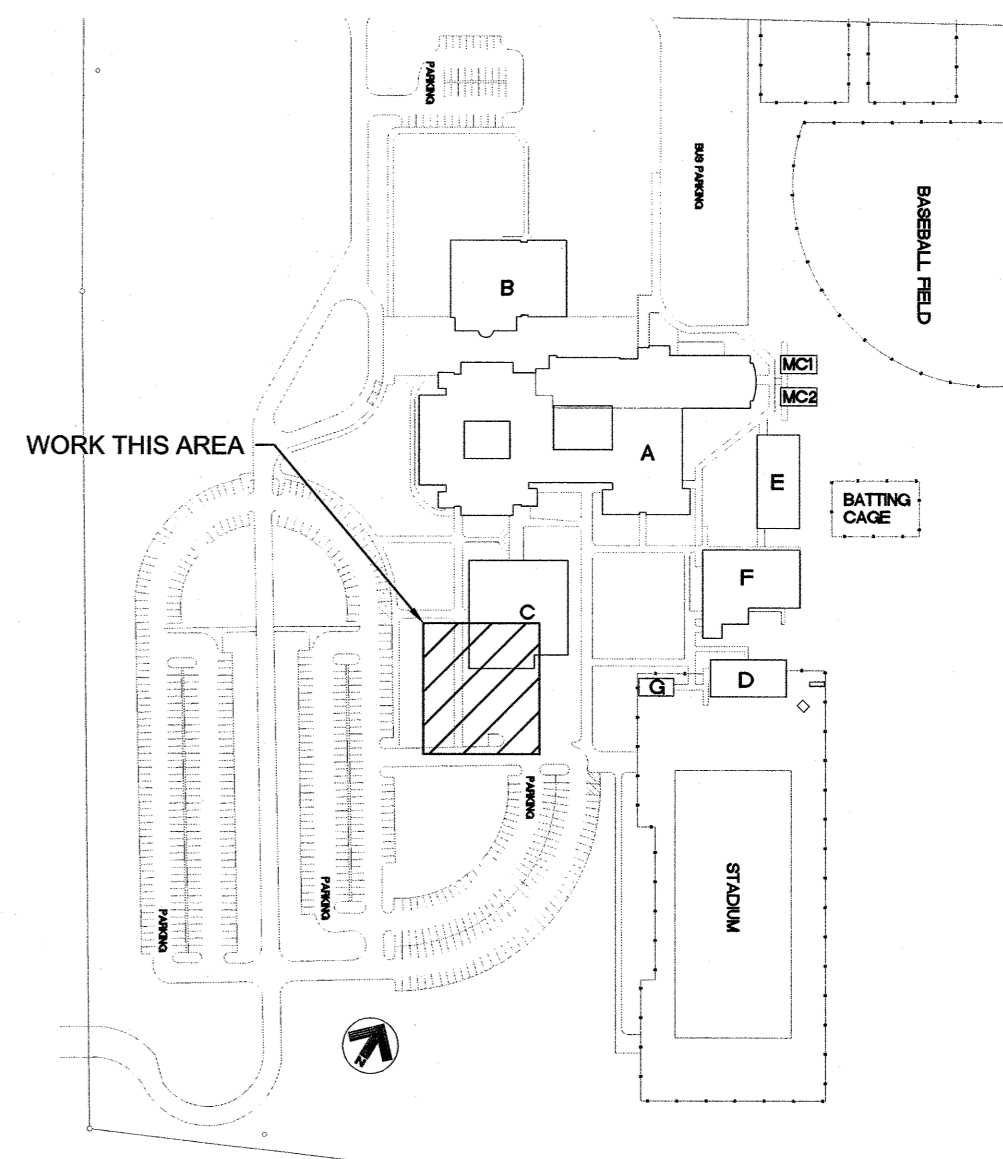 PARKING
BUS PARKING
BASEBALL FIELD
B
MC1
MC2
WORK THIS AREA
A
E
BATTING
CAGE
F
C
G
D
PARKING
STADIUM
PARKING
PARKING
N